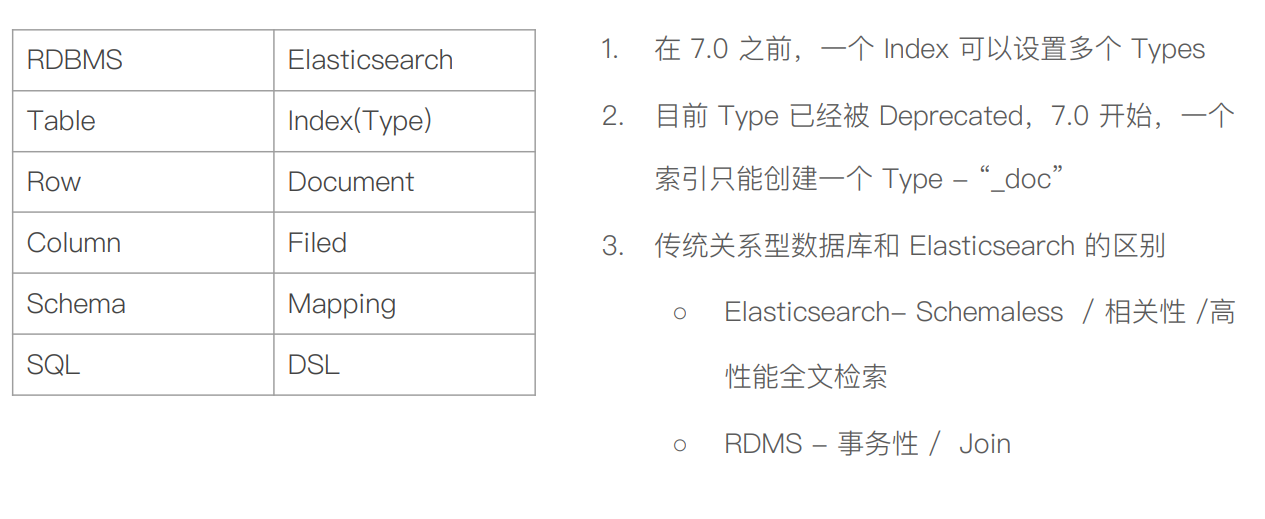 RDBMS Elasticsearch
Table Index(Type)
Row Document
Column Filed
Schema Mapping
SQL DSL
1. 在 7.0 之前，一个 Index 可以设置多个 Types
2. 目前 Type 已经被 Deprecated，7.0 开始，一个
索引只能创建一个 Type – “_doc”
3. 传统关系型数据库和 Elasticsearch 的区别
○ Elasticsearch– Schemaless / 相关性 /高
性能全文检索
○ RDMS – 事务性 / Join